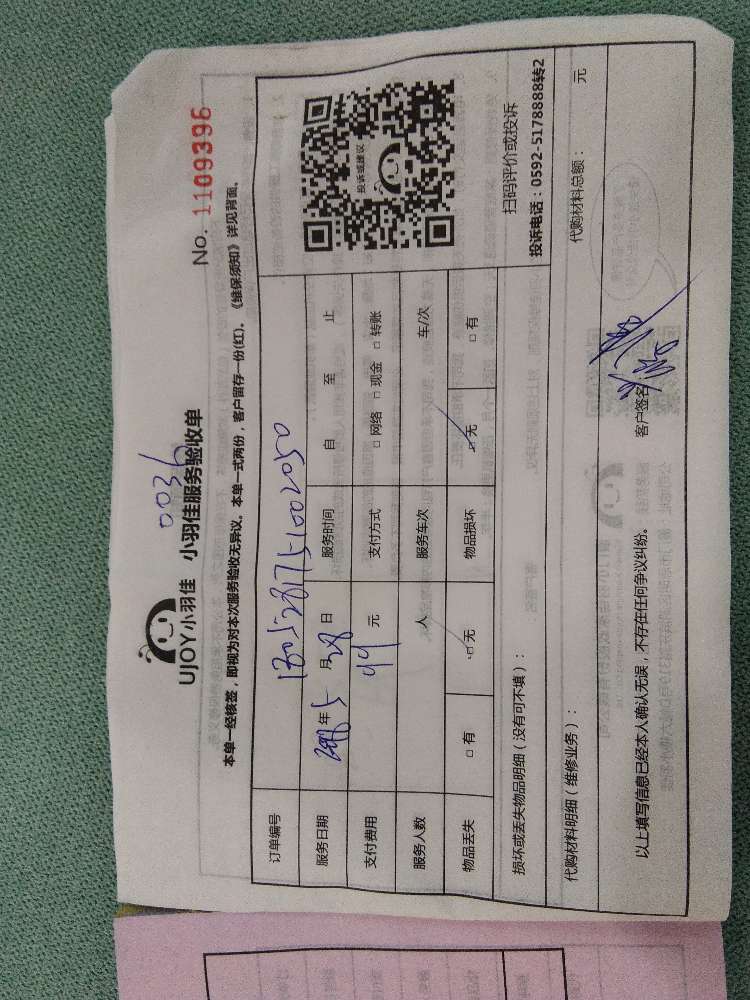 0036
UJOY小羽佳 小羽佳服务验收单
No. 1109396
本单一经核签，即视为对本次服务验收无异议。本单一式两份，客户留存一份(红)。《维保须知》详见背面。
订单编号 1805281751002050
服务日期 年 5 月 28 日 服务时间 自 至 止
支付费用 99 元 支付方式 □网络 □现金 □转账
服务人数 人 服务车次 车/次
物品丢失 □有 □无 物品损坏 □无 □有
投诉或建议
扫码评价或投诉
投诉电话：0592-5178888转2
损坏或丢失物品明细（没有可不填）：
代购材料明细（维修业务）： 代购材料总额： 元
以上填写信息已经本人确认无误，不存在任何争议纠纷。 客户签名